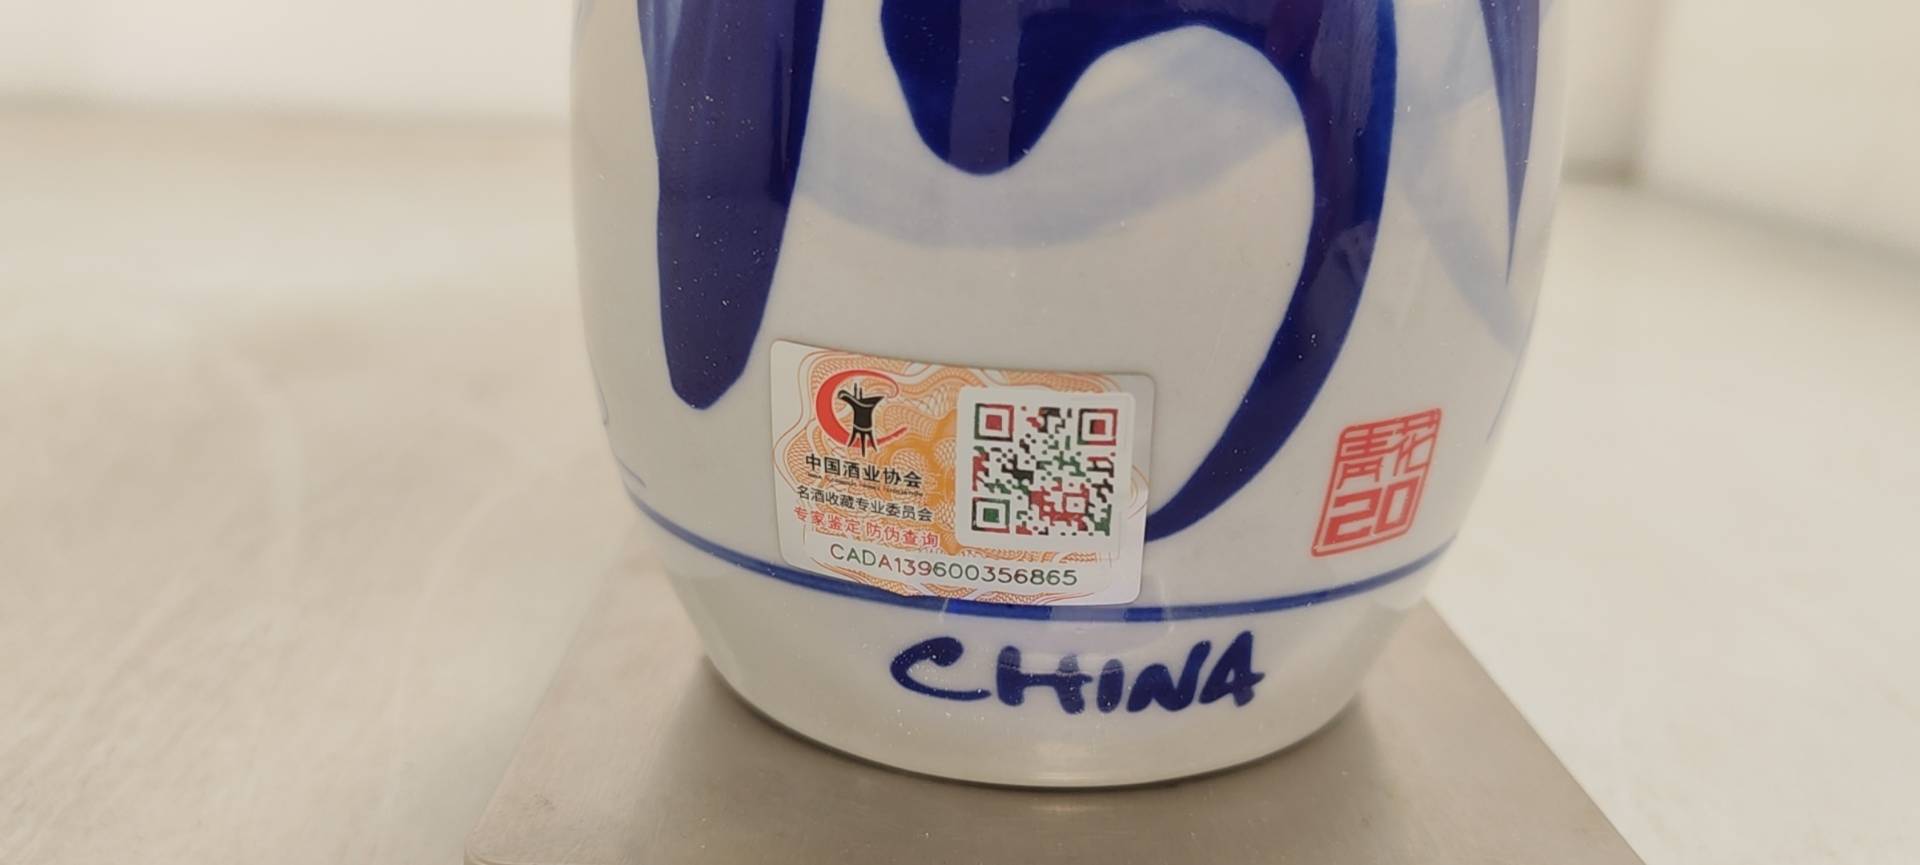 中国酒业协会
名酒收藏专业委员会
专家鉴定 防伪查询
CADA139600356865
青花
20
CHINA